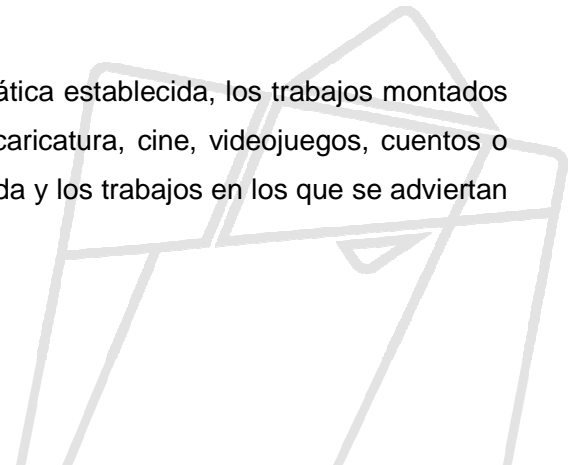 ática establecida, los trabajos montados
caricatura, cine, videojuegos, cuentos o
da y los trabajos en los que se adviertan